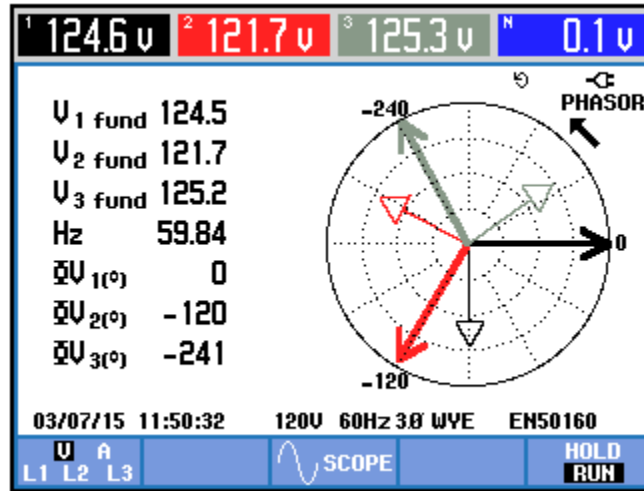 1 124.6 V 2 121.7 V 3 125.3 V N 0.1 V
PHASOR
V1 fund 124.5
V2 fund 121.7
V3 fund 125.2
Hz 59.84
ΦV1(°) 0
ΦV2(°) -120
ΦV3(°) -241
-240
0
-120
03/07/15 11:50:32 120V 60Hz 3Ø WYE EN50160
V A
L1 L2 L3
SCOPE
HOLD
RUN